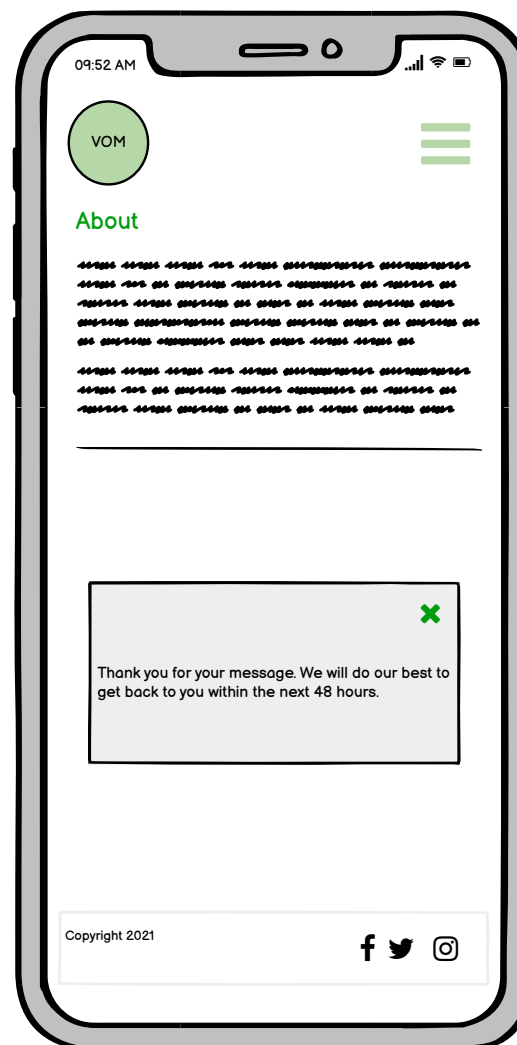 09:52 AM
VOM
About
Thank you for your message. We will do our best to
get back to you within the next 48 hours.
Copyright 2021